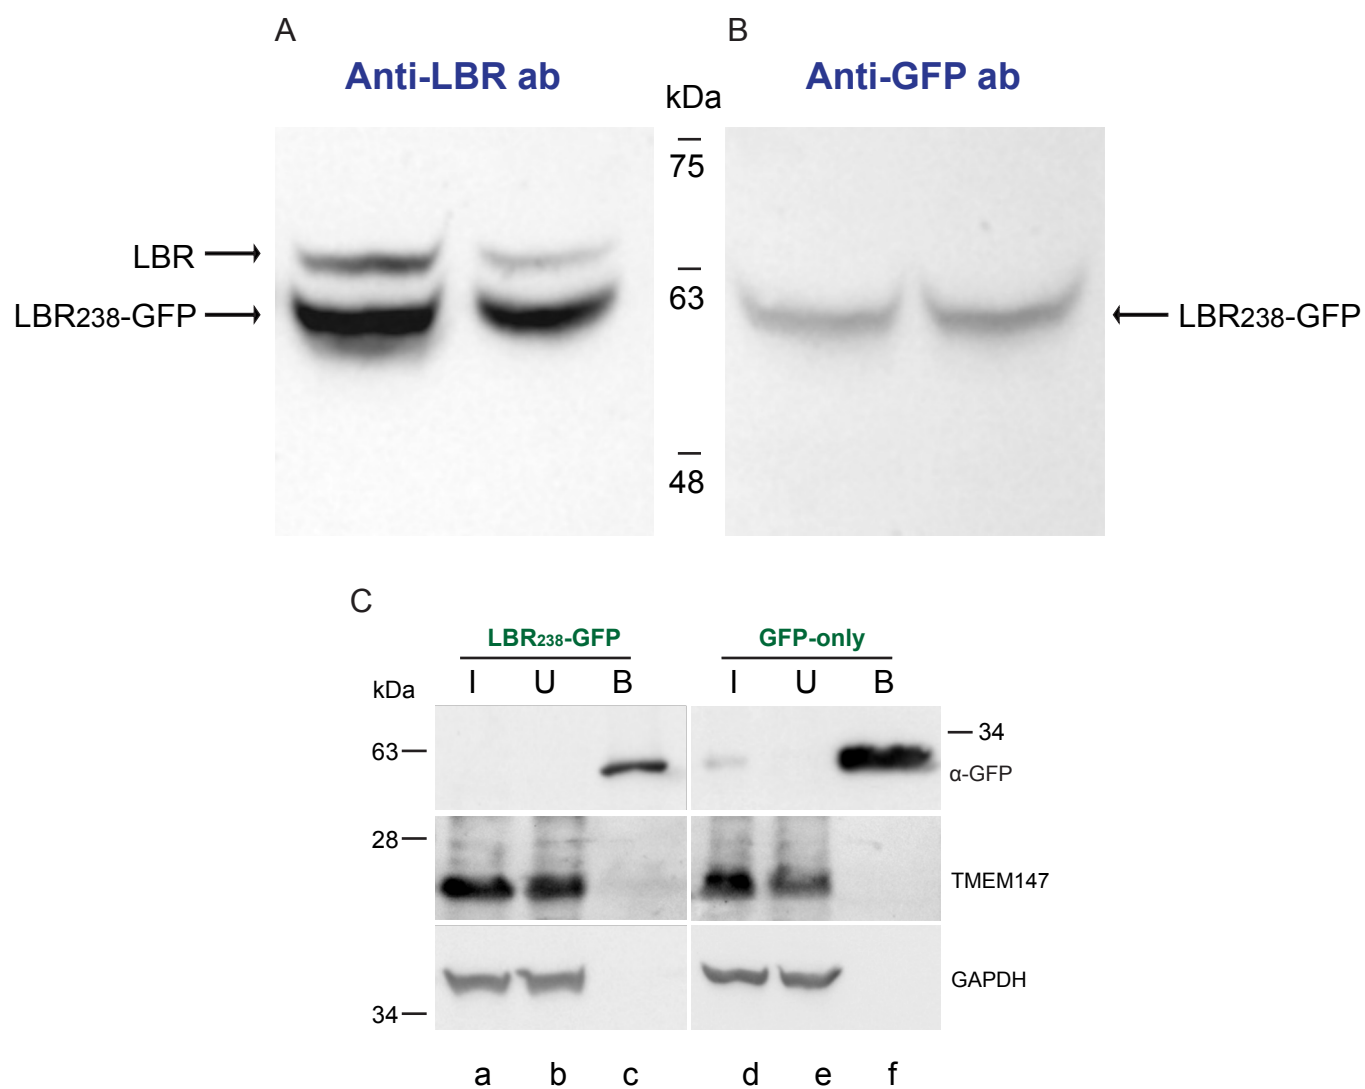 A
B
Anti-LBR ab
Anti-GFP ab
kDa
75
LBR
63
LBR238-GFP
LBR238-GFP
48
C
LBR238-GFP
GFP-only
kDa
I U B
I U B
63
34
α-GFP
28
TMEM147
GAPDH
34
a b c d e f